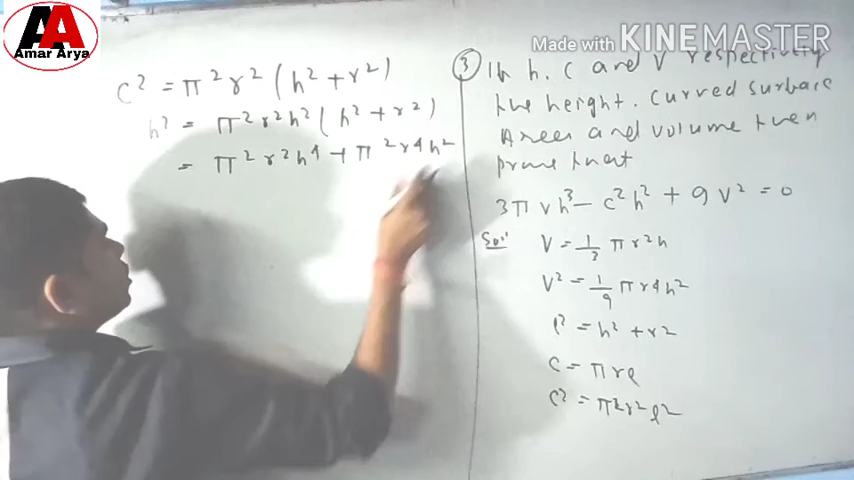 AA
Amar Arya
Made with KINEMASTER
C² = π²r² (h² + r²)
h² = π²r²h² (h² + r²)
= π²r²h⁴ + π²r⁴h²
③ If h. C and V respectively
the height. Curved Surface
Area and volume then
prove that
3πvh³ - c²h² + 9v² = 0
Sol'
V = 1/3 πr²h
V² = 1/9 πr4h²
l² = h² + r²
C = πrl
C² = π²r²l²